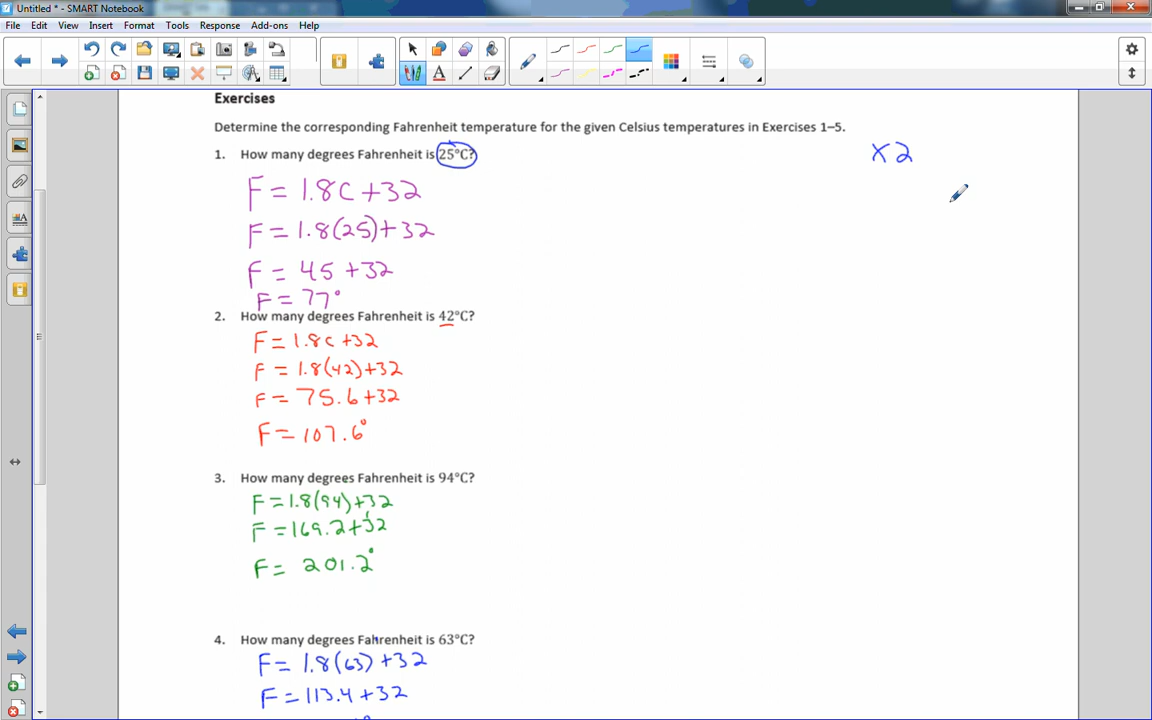 Untitled * - SMART Notebook
File Edit View Insert Format Tools Response Add-ons Help
Exercises
Determine the corresponding Fahrenheit temperature for the given Celsius temperatures in Exercises 1–5.
1. How many degrees Fahrenheit is 25°C?
×2
F = 1.8C + 32
F = 1.8(25) + 32
F = 45 + 32
F = 77°
2. How many degrees Fahrenheit is 42°C?
F = 1.8C + 32
F = 1.8(42) + 32
F = 75.6 + 32
F = 107.6°
3. How many degrees Fahrenheit is 94°C?
F = 1.8(94) + 32
F = 169.2 + 32
F = 201.2°
4. How many degrees Fahrenheit is 63°C?
F = 1.8(63) + 32
F = 113.4 + 32